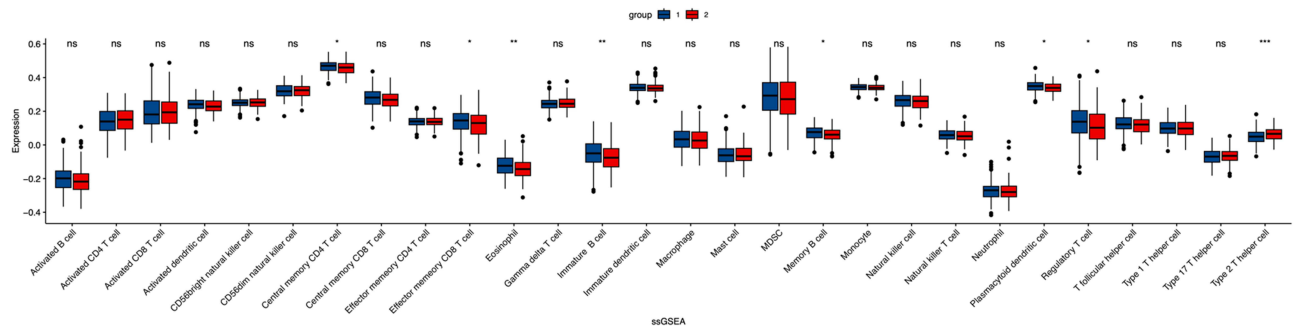 group 1 2
ns ns ns ns ns ns * ns ns * ** ns ** ns ns ns ns * ns ns ns ns * * ns ns ns ***
0.6
0.4
0.2
0.0
−0.2
−0.4
Expression
Activated B cell
Activated CD4 T cell
Activated CD8 T cell
Activated dendritic cell
CD56bright natural killer cell
CD56dim natural killer cell
Central memory CD4 T cell
Central memory CD8 T cell
Effector memory CD4 T cell
Effector memory CD8 T cell
Eosinophil
Gamma delta T cell
Immature  B cell
Immature dendritic cell
Macrophage
Mast cell
MDSC
Memory B cell
Monocyte
Natural killer cell
Natural killer T cell
Neutrophil
Plasmacytoid dendritic cell
Regulatory T cell
T follicular helper cell
Type 1 T helper cell
Type 17 T helper cell
Type 2 T helper cell
ssGSEA